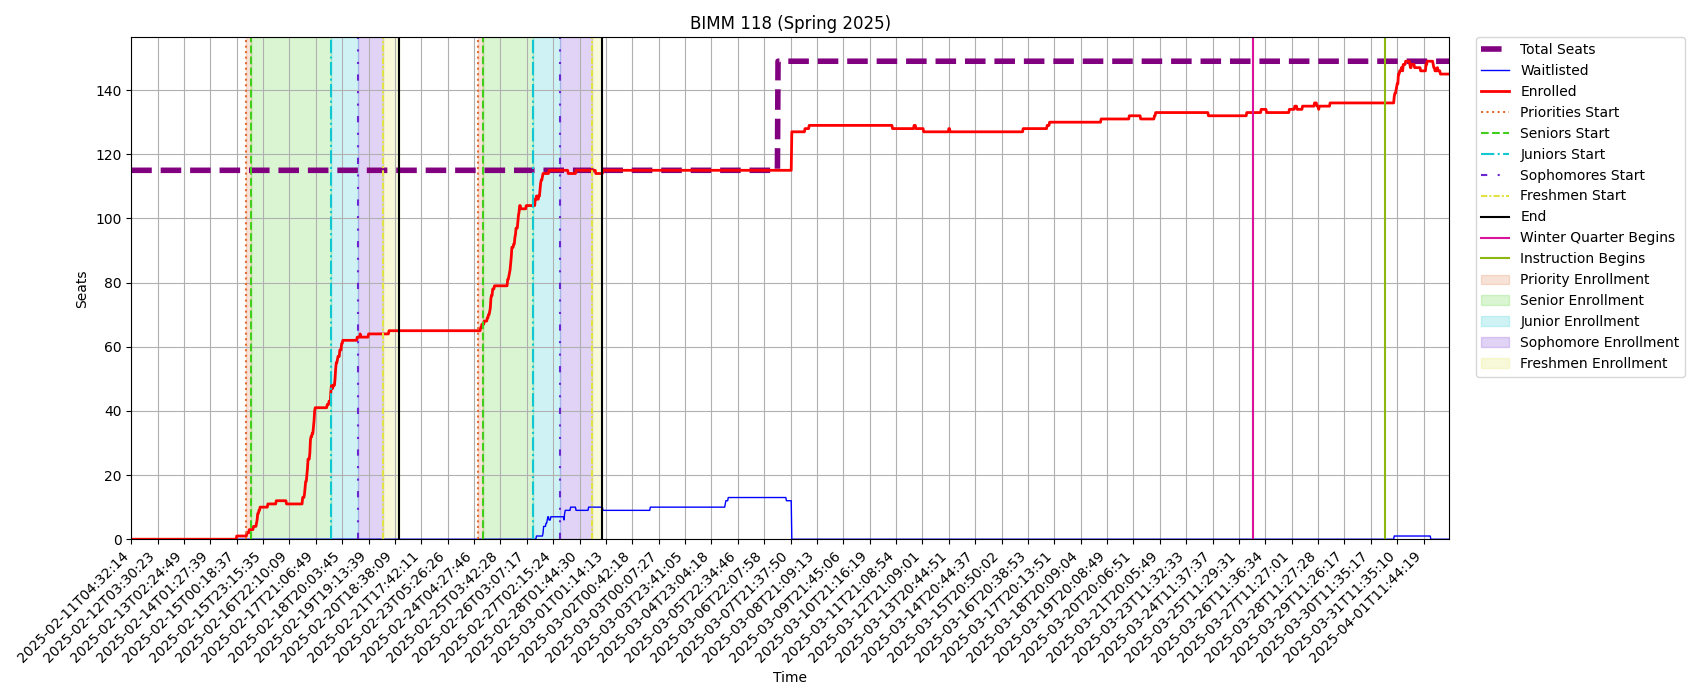 BIMM 118 (Spring 2025)
Seats
140
120
100
80
60
40
20
0
2025-02-11T04:32:14
2025-02-12T03:30:23
2025-02-13T02:24:49
2025-02-14T01:27:39
2025-02-15T00:18:37
2025-02-15T23:15:35
2025-02-16T22:10:09
2025-02-17T21:06:49
2025-02-18T20:03:45
2025-02-19T19:13:39
2025-02-20T18:38:09
2025-02-21T17:42:11
2025-02-23T05:26:26
2025-02-24T04:27:46
2025-02-25T03:42:28
2025-02-26T03:07:17
2025-02-27T02:15:24
2025-02-28T01:44:30
2025-03-01T01:14:13
2025-03-02T00:42:18
2025-03-03T00:07:27
2025-03-03T23:41:05
2025-03-04T23:04:18
2025-03-05T22:34:46
2025-03-06T22:07:58
2025-03-07T21:37:50
2025-03-08T21:09:13
2025-03-09T21:45:06
2025-03-10T21:16:19
2025-03-11T21:08:54
2025-03-12T21:09:01
2025-03-13T20:44:51
2025-03-14T20:44:37
2025-03-15T20:50:02
2025-03-16T20:38:53
2025-03-17T20:13:51
2025-03-18T20:09:04
2025-03-19T20:08:49
2025-03-20T20:06:51
2025-03-21T20:05:49
2025-03-23T11:32:33
2025-03-24T11:37:37
2025-03-25T11:29:31
2025-03-26T11:36:34
2025-03-27T11:27:01
2025-03-28T11:27:28
2025-03-29T11:26:17
2025-03-30T11:35:17
2025-03-31T11:35:10
2025-04-01T11:44:19
Time
Total Seats
Waitlisted
Enrolled
Priorities Start
Seniors Start
Juniors Start
Sophomores Start
Freshmen Start
End
Winter Quarter Begins
Instruction Begins
Priority Enrollment
Senior Enrollment
Junior Enrollment
Sophomore Enrollment
Freshmen Enrollment